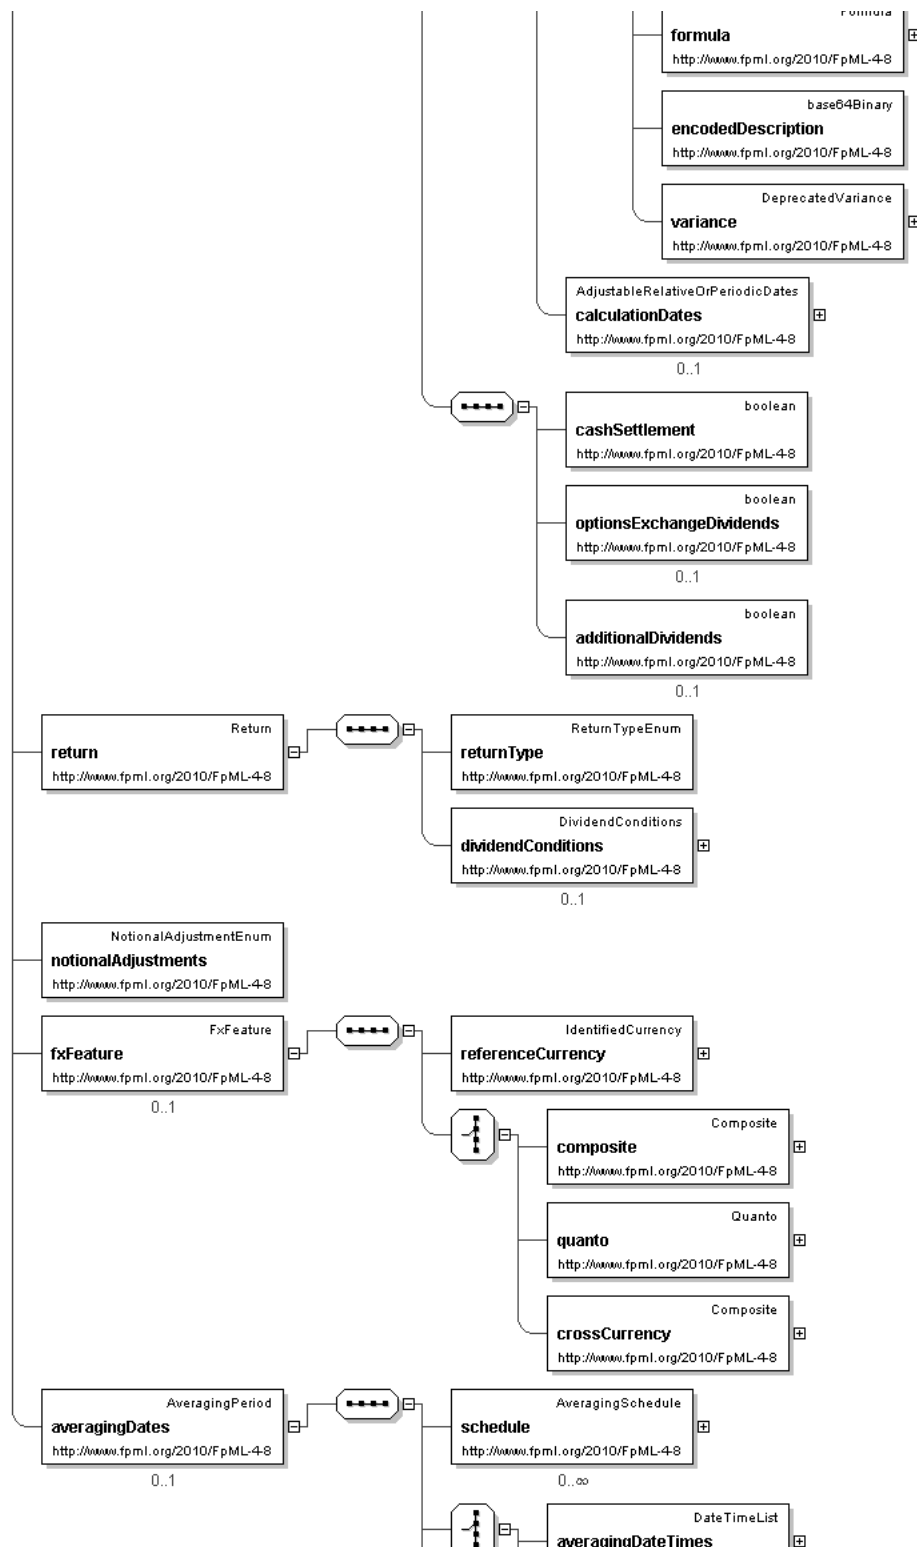 Formula
formula
http://www.fpml.org/2010/FpML-4-8
base64Binary
encodedDescription
http://www.fpml.org/2010/FpML-4-8
DeprecatedVariance
variance
http://www.fpml.org/2010/FpML-4-8
AdjustableRelativeOrPeriodicDates
calculationDates
http://www.fpml.org/2010/FpML-4-8
0..1
boolean
cashSettlement
http://www.fpml.org/2010/FpML-4-8
boolean
optionsExchangeDividends
http://www.fpml.org/2010/FpML-4-8
0..1
boolean
additionalDividends
http://www.fpml.org/2010/FpML-4-8
0..1
Return
return
http://www.fpml.org/2010/FpML-4-8
ReturnTypeEnum
returnType
http://www.fpml.org/2010/FpML-4-8
DividendConditions
dividendConditions
http://www.fpml.org/2010/FpML-4-8
0..1
NotionalAdjustmentEnum
notionalAdjustments
http://www.fpml.org/2010/FpML-4-8
FxFeature
fxFeature
http://www.fpml.org/2010/FpML-4-8
0..1
IdentifiedCurrency
referenceCurrency
http://www.fpml.org/2010/FpML-4-8
Composite
composite
http://www.fpml.org/2010/FpML-4-8
Quanto
quanto
http://www.fpml.org/2010/FpML-4-8
Composite
crossCurrency
http://www.fpml.org/2010/FpML-4-8
AveragingPeriod
averagingDates
http://www.fpml.org/2010/FpML-4-8
0..1
AveragingSchedule
schedule
http://www.fpml.org/2010/FpML-4-8
0..∞
DateTimeList
averagingDateTimes